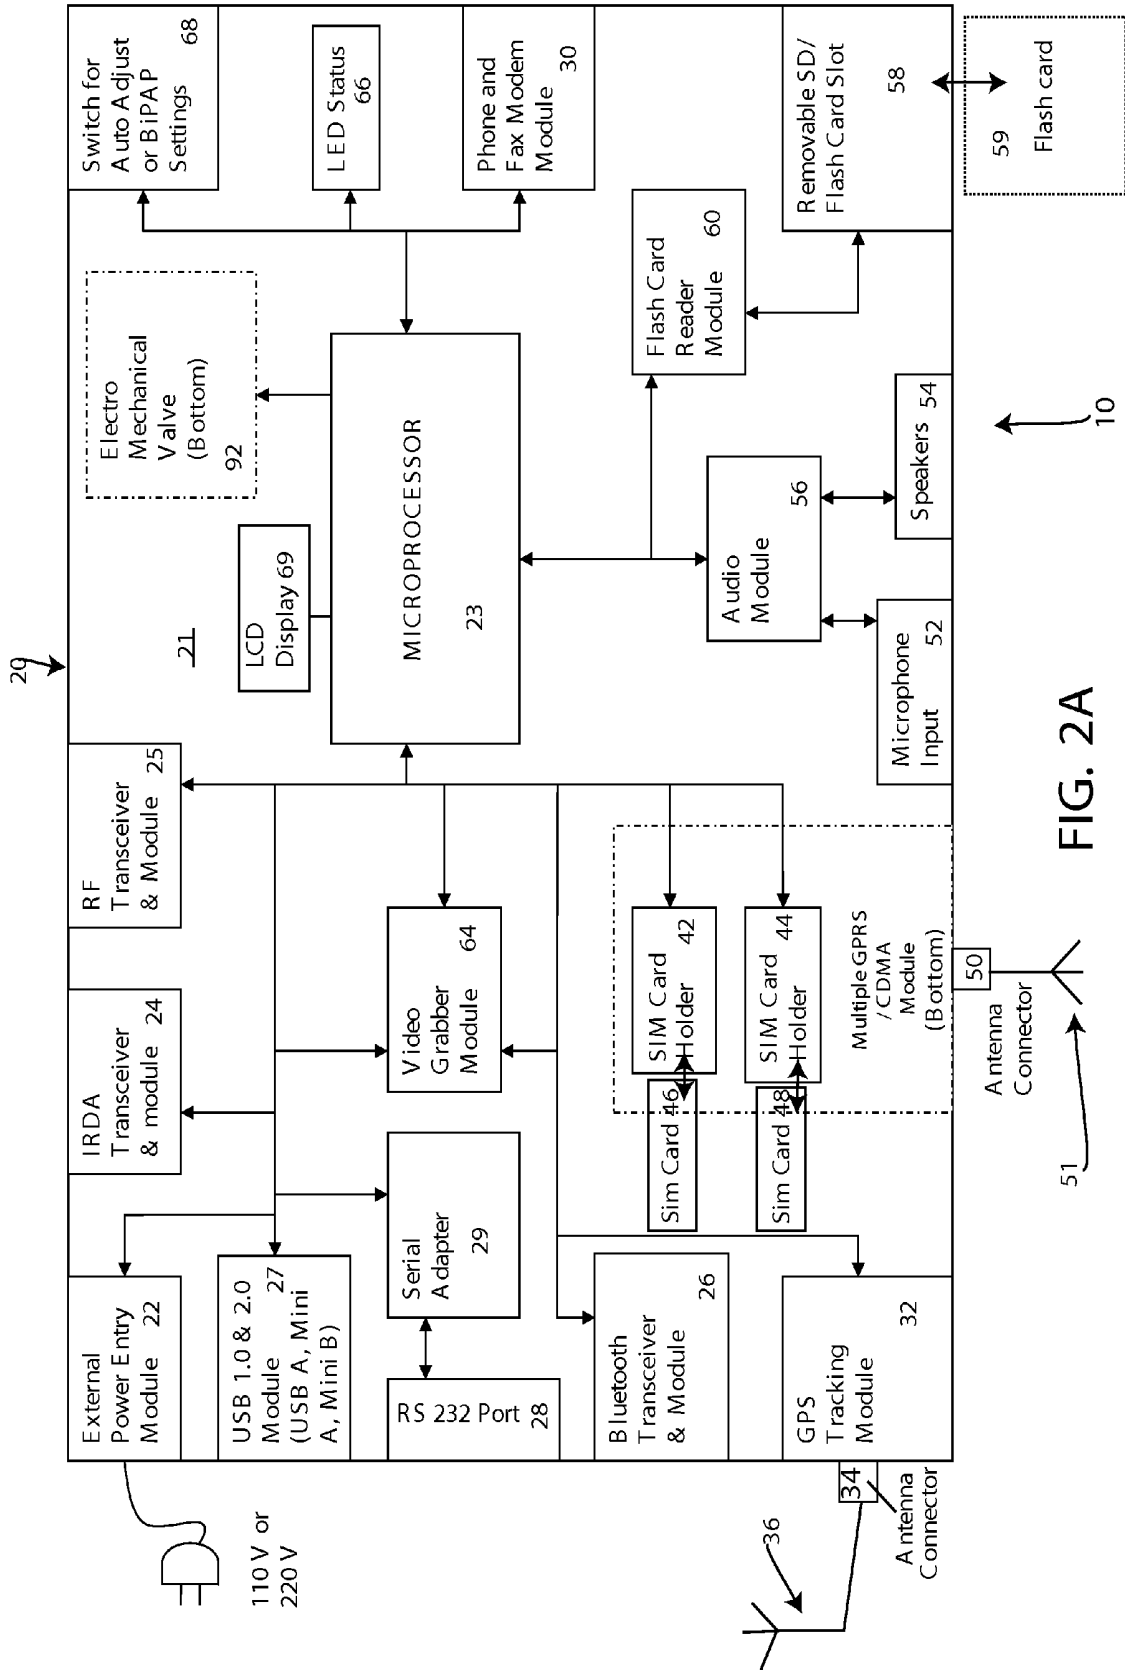 20
21
External
Power Entry
Module 22
110 V or
220 V
IRDA
Transceiver
& module 24
RF
Transceiver
& Module 25
Switch for
Auto Adjust
or BiPAP
Settings
68
USB 1.0 & 2.0
Module 27
(USB A, Mini
A, Mini B)
LCD
Display 69
Electro
Mechanical
Valve
(Bottom)
92
LED Status
66
RS 232 Port 28
Serial
Adapter
29
Video
Grabber
Module 64
MICROPROCESSOR
23
Phone and
Fax Modem
Module 30
Bluetooth
Transceiver
& Module 26
Sim Card 46
SIM Card
Holder 42
Sim Card 48
SIM Card
Holder 44
Multiple GPRS
/ CDMA
Module
(Bottom)
Audio
Module 56
Flash Card
Reader
Module 60
GPS
Tracking
Module 32
34
Antenna
Connector
36
Microphone
Input 52
Speakers 54
Removable SD/
Flash Card Slot
58
50
Antenna
Connector
51
59
Flash card
10
FIG. 2A